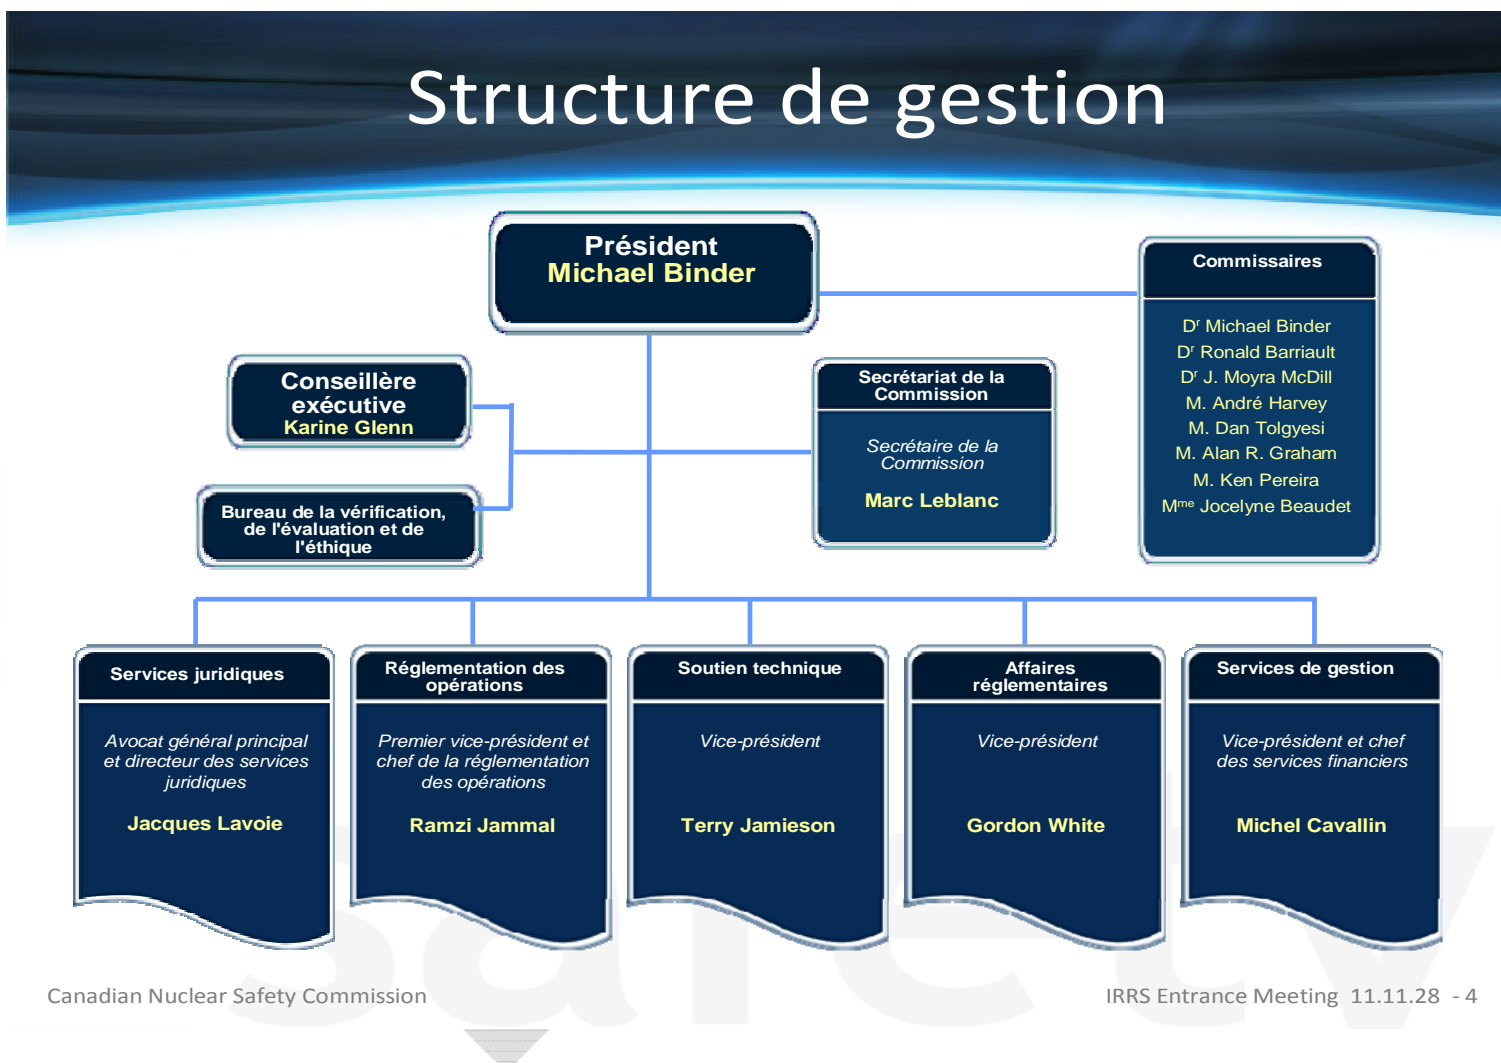 Structure de gestion
Président
Michael Binder
Commissaires
Dr Michael Binder
Dr Ronald Barriault
Dr J. Moyra McDill
M. André Harvey
M. Dan Tolgyesi
M. Alan R. Graham
M. Ken Pereira
Mme Jocelyne Beaudet
Conseillère
exécutive
Karine Glenn
Secrétariat de la
Commission
Secrétaire de la
Commission
Marc Leblanc
Bureau de la vérification,
de l'évaluation et de
l'éthique
Services juridiques
Avocat général principal
et directeur des services
juridiques
Jacques Lavoie
Réglementation des
opérations
Premier vice-président et
chef de la réglementation
des opérations
Ramzi Jammal
Soutien technique
Vice-président
Terry Jamieson
Affaires
réglementaires
Vice-président
Gordon White
Services de gestion
Vice-président et chef
des services financiers
Michel Cavallin
safety
Canadian Nuclear Safety Commission
IRRS Entrance Meeting 11.11.28 - 4